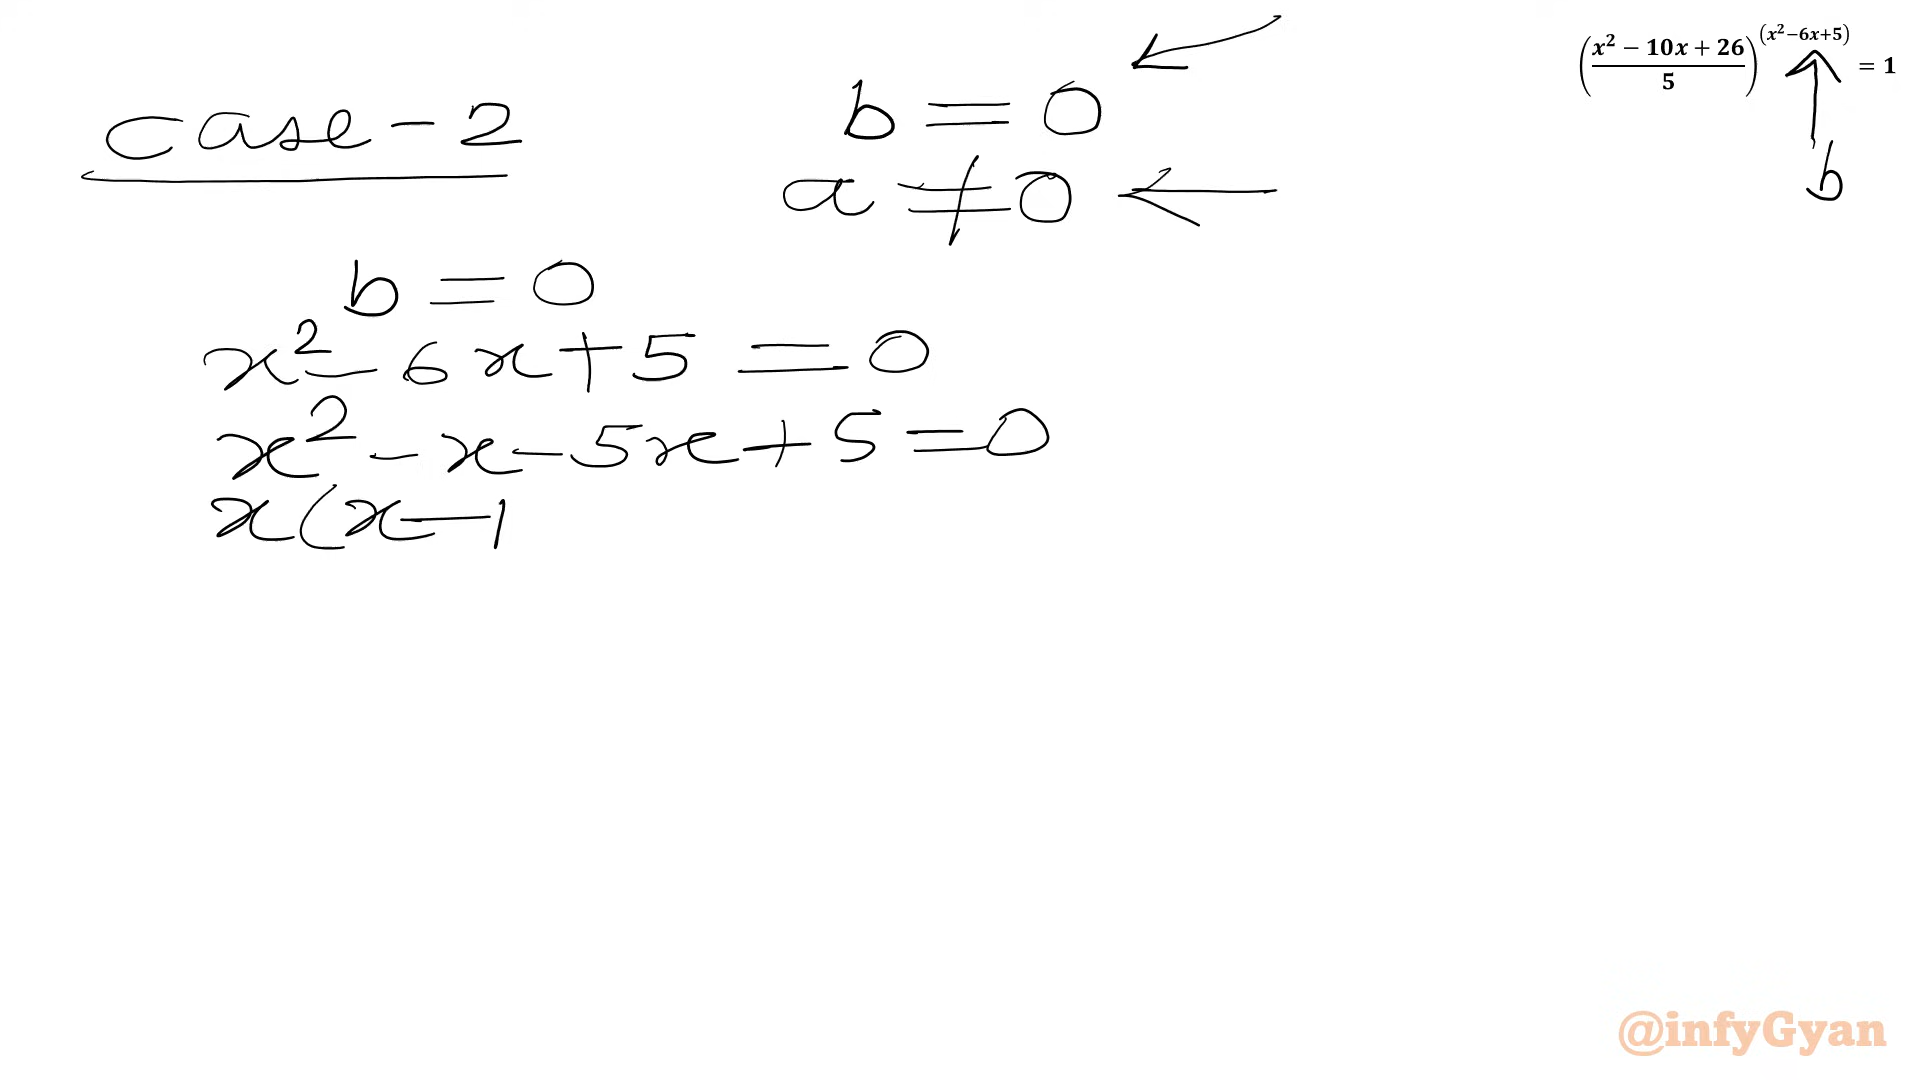 case-2
b = 0
a ≠ 0
(x² − 10x + 26 / 5)^(x²−6x+5) = 1
b
b = 0
x² - 6x + 5 = 0
x² - x - 5x + 5 = 0
x(x-1
@infyGyan